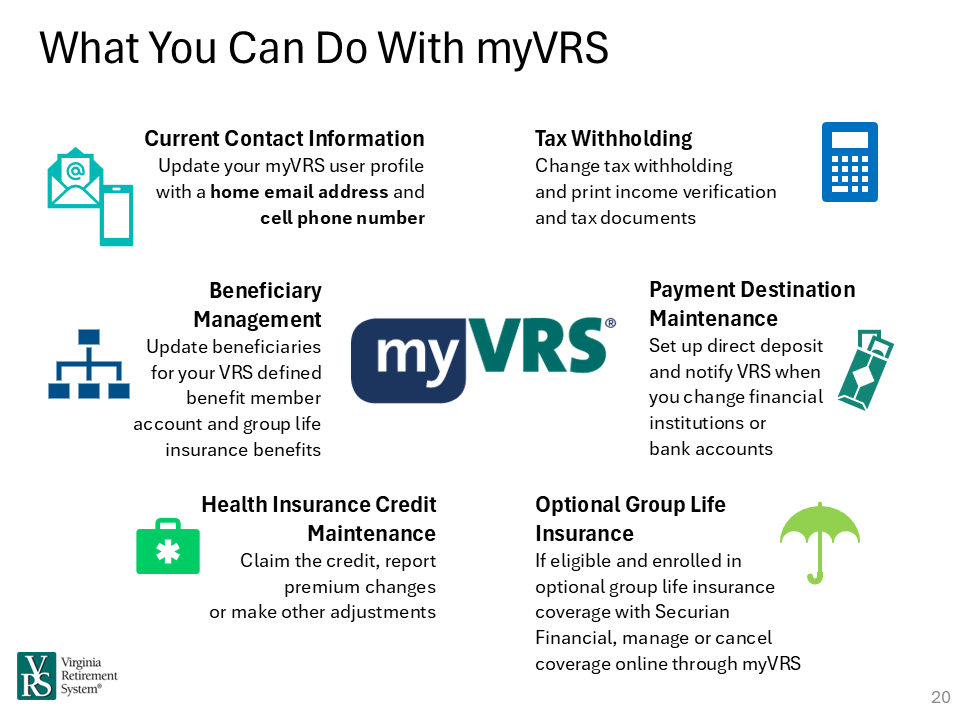 What You Can Do With myVRS
Current Contact Information
Update your myVRS user profile
with a home email address and
cell phone number
Tax Withholding
Change tax withholding
and print income verification
and tax documents
@
Beneficiary
Management
Update beneficiaries
for your VRS defined
benefit member
account and group life
insurance benefits
myVRS®
Payment Destination
Maintenance
Set up direct deposit
and notify VRS when
you change financial
institutions or
bank accounts
Health Insurance Credit
Maintenance
Claim the credit, report
premium changes
or make other adjustments
Optional Group Life
Insurance
If eligible and enrolled in
optional group life insurance
coverage with Securian
Financial, manage or cancel
coverage online through myVRS
VRS
Virginia
Retirement
System®
20